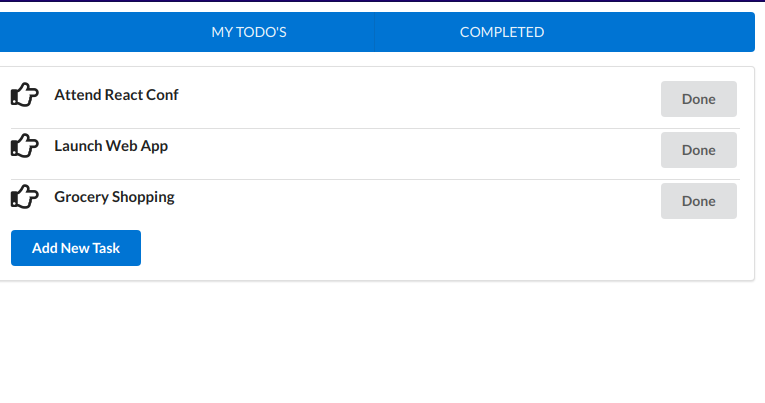 MY TODO'S COMPLETED
Attend React Conf Done
Launch Web App Done
Grocery Shopping Done
Add New Task